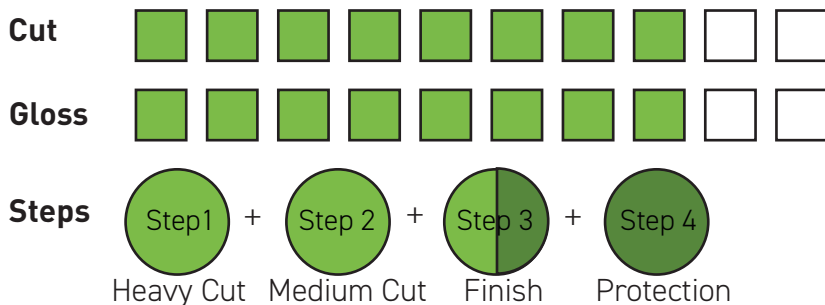 Cut
Gloss
Steps Step1 + Step 2 + Step 3 + Step 4
Heavy Cut Medium Cut Finish Protection